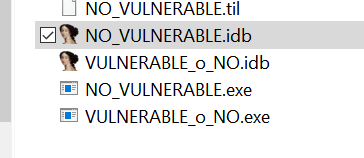 NO_VULNERABLE.til
NO_VULNERABLE.idb
VULNERABLE_o_NO.idb
NO_VULNERABLE.exe
VULNERABLE_o_NO.exe